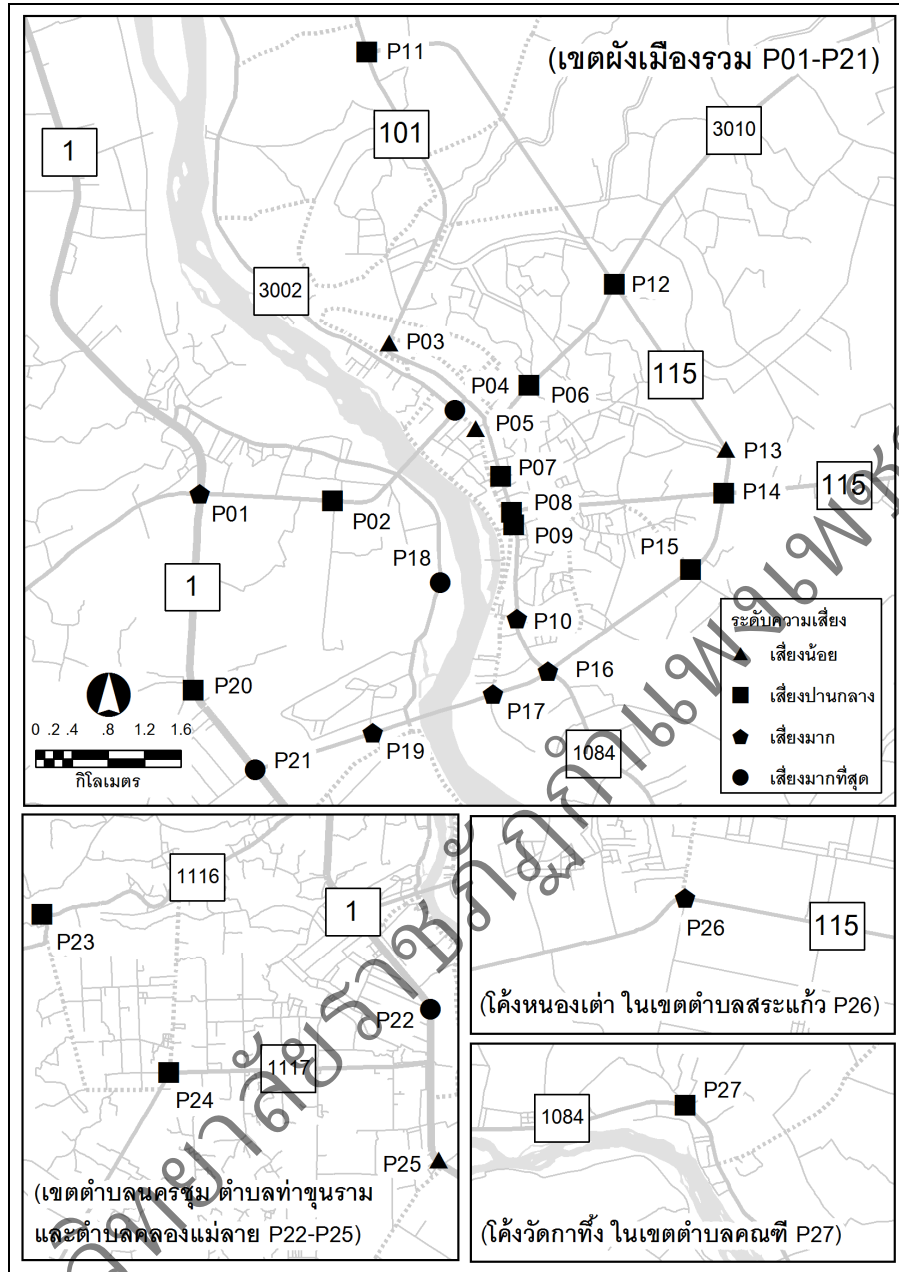 P11
(เขตผังเมืองรวม P01-P21)
101
3010
1
3002
P12
P03
115
P04
P06
P05
P13
P07
P14
115
P01
P02
P08
P09
P18
P15
1
P10
ระดับความเสี่ยง
เสี่ยงน้อย
P16
P20
P17
เสี่ยงปานกลาง
0 .2 .4 .8 1.2 1.6
กิโลเมตร
P21
P19
1084
เสี่ยงมาก
เสี่ยงมากที่สุด
1116
1
P23
P22
1117
P24
P25
(เขตตำบลนครชุม ตำบลท่าขุนราม
และตำบลคลองแม่ลาย P22-P25)
P26
115
(โค้งหนองเต่า ในเขตตำบลสระแก้ว P26)
P27
1084
(โค้งวัดกาทิ้ง ในเขตตำบลคณฑี P27)